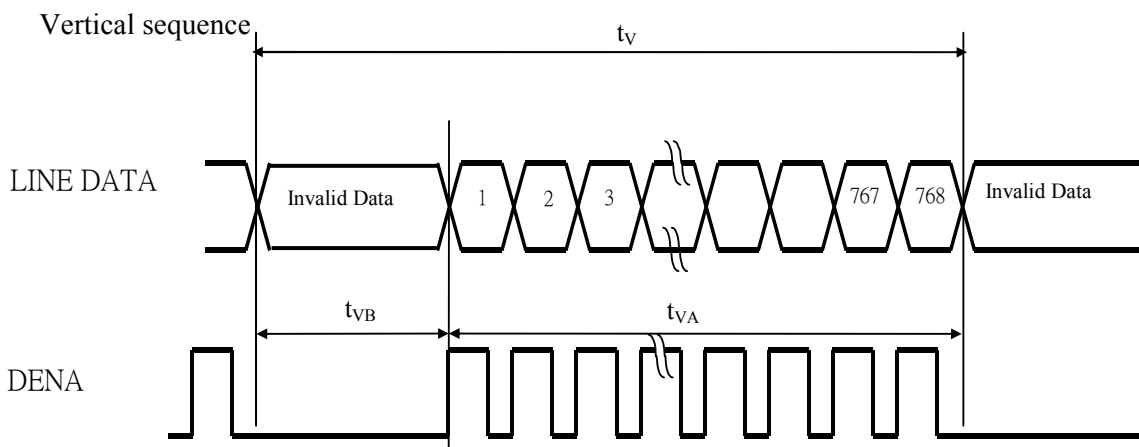 Vertical sequence
tV
LINE DATA Invalid Data 1 2 3 767 768 Invalid Data
tVB tVA
DENA